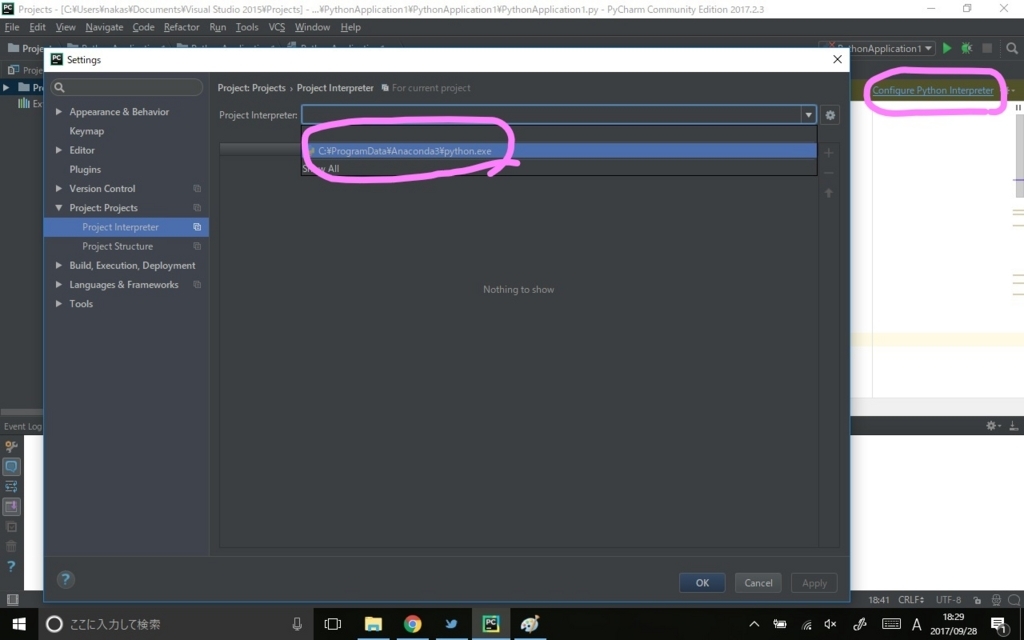 Projects - [C:¥Users¥nakas¥Documents¥Visual Studio 2015¥Projects] - ...¥PythonApplication1¥PythonApplication1¥PythonApplication1.py - PyCharm Community Edition 2017.2.3
File Edit View Navigate Code Refactor Run Tools VCS Window Help
Settings
Configure Python Interpreter
Project: Projects › Project Interpreter For current project
Project Interpreter:
C:¥ProgramData¥Anaconda3¥python.exe
Show All
Appearance & Behavior
Keymap
Editor
Plugins
Version Control
Project: Projects
Project Interpreter
Project Structure
Build, Execution, Deployment
Languages & Frameworks
Tools
Nothing to show
Event Log
? OK Cancel Apply
18:41 CRLF UTF-8
ここに入力して検索
A 18:29
2017/09/28
1